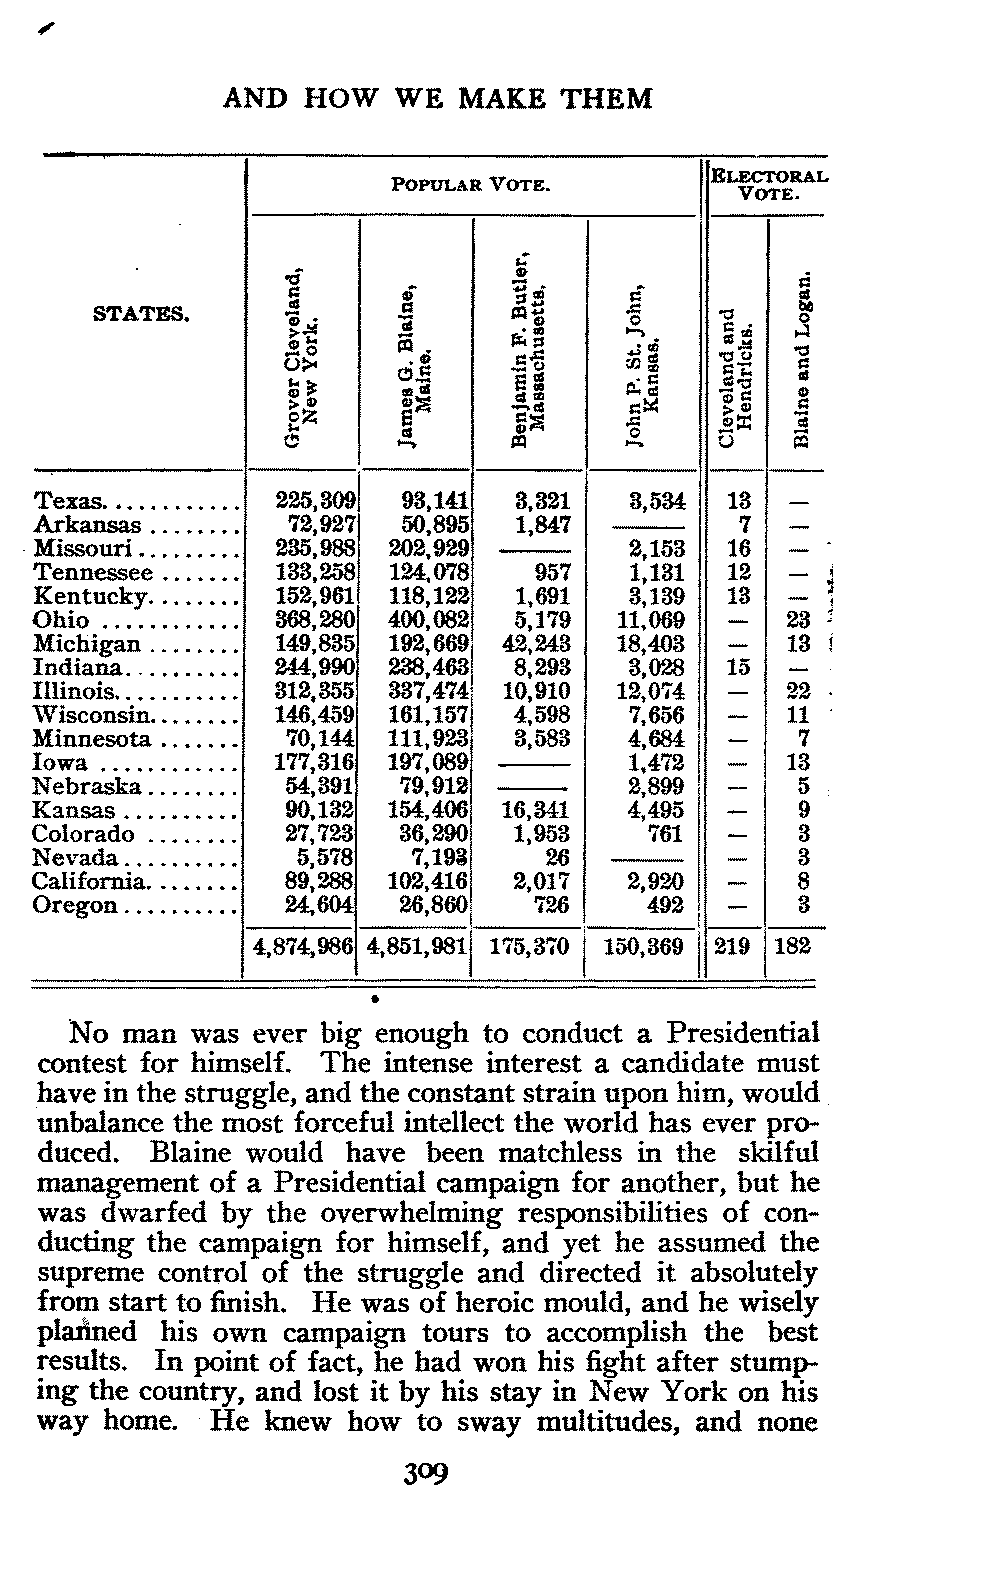 AND HOW WE MAKE THEM
STATES.
POPULAR VOTE.
ELECTORAL VOTE.
Grover Cleveland, New York.
James G. Blaine, Maine.
Benjamin F. Butler, Massachusetts.
John P. St. John, Kansas.
Cleveland and Hendricks.
Blaine and Logan.
Texas............ 225,309 93,141 3,321 3,534 13 —
Arkansas ........ 72,927 50,895 1,847 —— 7 —
Missouri......... 235,988 202,929 —— 2,153 16 —
Tennessee ....... 133,258 124,078 957 1,131 12 —
Kentucky........ 152,961 118,122 1,691 3,139 13 —
Ohio ............ 368,280 400,082 5,179 11,069 — 23
Michigan ........ 149,835 192,669 42,243 18,403 — 13
Indiana.......... 244,990 238,463 8,293 3,028 15 —
Illinois........... 312,355 337,474 10,910 12,074 — 22
Wisconsin........ 146,459 161,157 4,598 7,656 — 11
Minnesota ....... 70,144 111,923 3,583 4,684 — 7
Iowa ............ 177,316 197,089 —— 1,472 — 13
Nebraska........ 54,391 79,912 —— 2,899 — 5
Kansas .......... 90,132 154,406 16,341 4,495 — 9
Colorado ........ 27,723 36,290 1,953 761 — 3
Nevada.......... 5,578 7,193 26 —— — 3
California........ 89,288 102,416 2,017 2,920 — 8
Oregon.......... 24,604 26,860 726 492 — 3
4,874,986 4,851,981 175,370 150,369 219 182
No man was ever big enough to conduct a Presidential
contest for himself. The intense interest a candidate must
have in the struggle, and the constant strain upon him, would
unbalance the most forceful intellect the world has ever pro-
duced. Blaine would have been matchless in the skilful
management of a Presidential campaign for another, but he
was dwarfed by the overwhelming responsibilities of con-
ducting the campaign for himself, and yet he assumed the
supreme control of the struggle and directed it absolutely
from start to finish. He was of heroic mould, and he wisely
planned his own campaign tours to accomplish the best
results. In point of fact, he had won his fight after stump-
ing the country, and lost it by his stay in New York on his
way home. He knew how to sway multitudes, and none
309